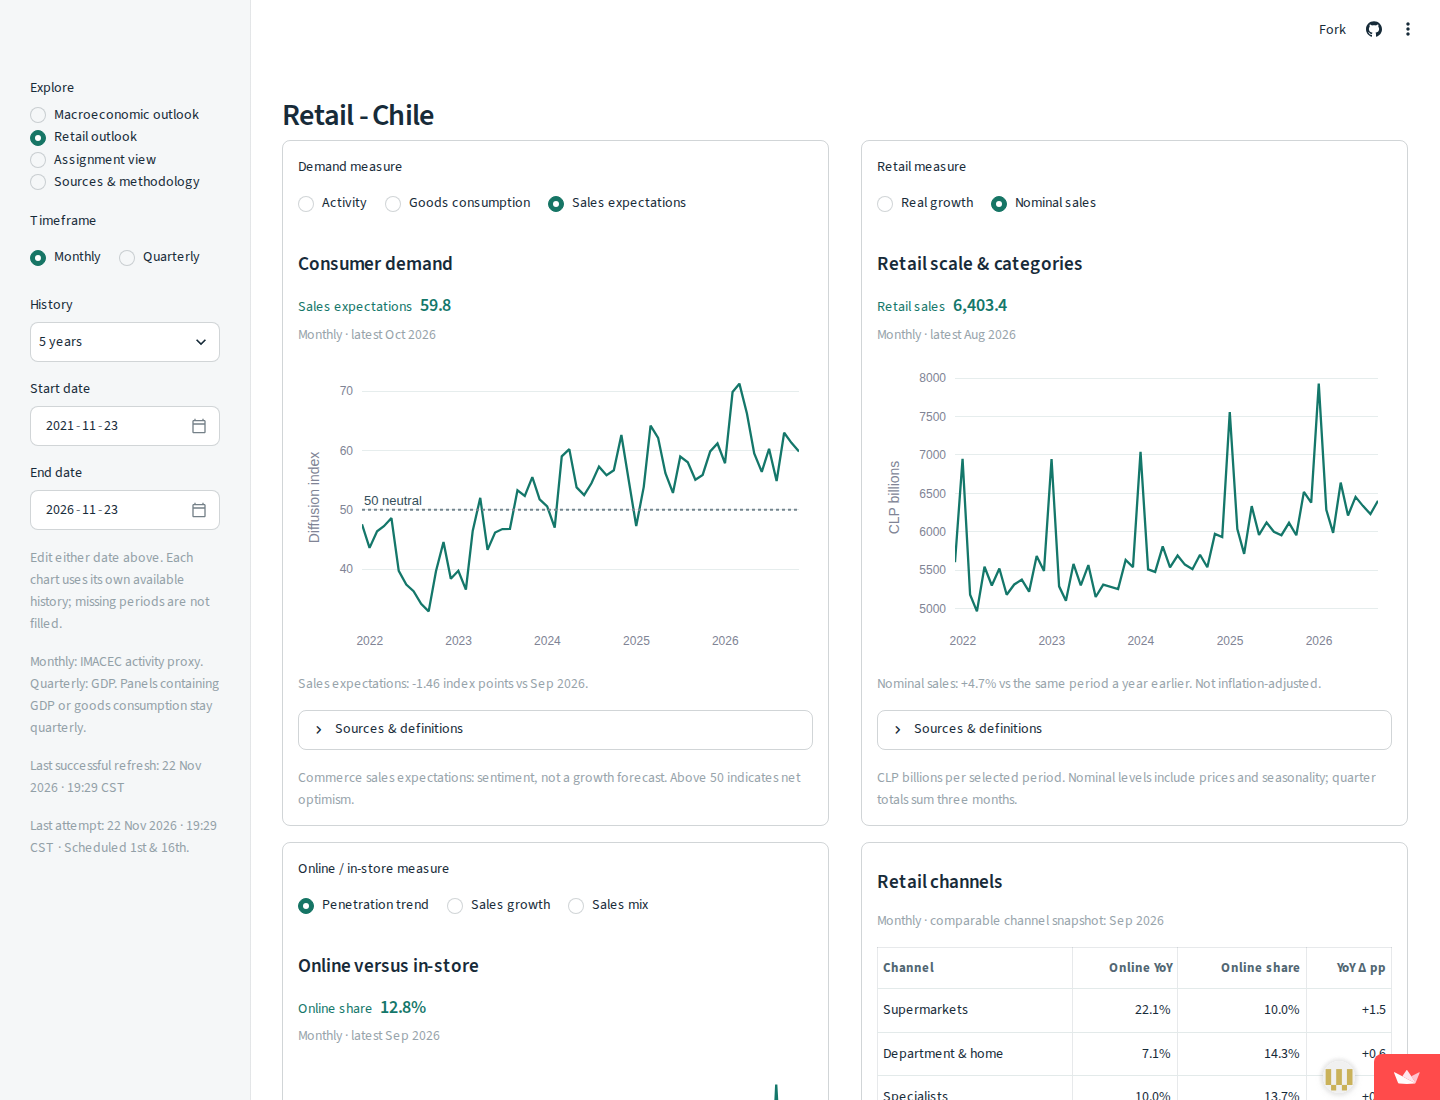 Fork
Explore
Macroeconomic outlook
Retail outlook
Assignment view
Sources & methodology
Timeframe
Monthly
Quarterly
History
5 years
Start date
2021-11-23
End date
2026-11-23
Edit either date above. Each
chart uses its own available
history; missing periods are not
filled.
Monthly: IMACEC activity proxy.
Quarterly: GDP. Panels containing
GDP or goods consumption stay
quarterly.
Last successful refresh: 22 Nov
2026 · 19:29 CST
Last attempt: 22 Nov 2026 · 19:29
CST · Scheduled 1st & 16th.
Retail - Chile
Demand measure
Activity
Goods consumption
Sales expectations
Consumer demand
Sales expectations 59.8
Monthly · latest Oct 2026
Diffusion index
70
60
50 neutral
50
40
2022
2023
2024
2025
2026
Sales expectations: -1.46 index points vs Sep 2026.
Sources & definitions
Commerce sales expectations: sentiment, not a growth forecast. Above 50 indicates net
optimism.
Retail measure
Real growth
Nominal sales
Retail scale & categories
Retail sales 6,403.4
Monthly · latest Aug 2026
CLP billions
8000
7500
7000
6500
6000
5500
5000
2022
2023
2024
2025
2026
Nominal sales: +4.7% vs the same period a year earlier. Not inflation-adjusted.
Sources & definitions
CLP billions per selected period. Nominal levels include prices and seasonality; quarter
totals sum three months.
Online / in-store measure
Penetration trend
Sales growth
Sales mix
Online versus in-store
Online share 12.8%
Monthly · latest Sep 2026
Retail channels
Monthly · comparable channel snapshot: Sep 2026
Channel Online YoY Online share YoY Δ pp
Supermarkets 22.1% 10.0% +1.5
Department & home 7.1% 14.3% +0.6
Specialists 10.0% 13.7%